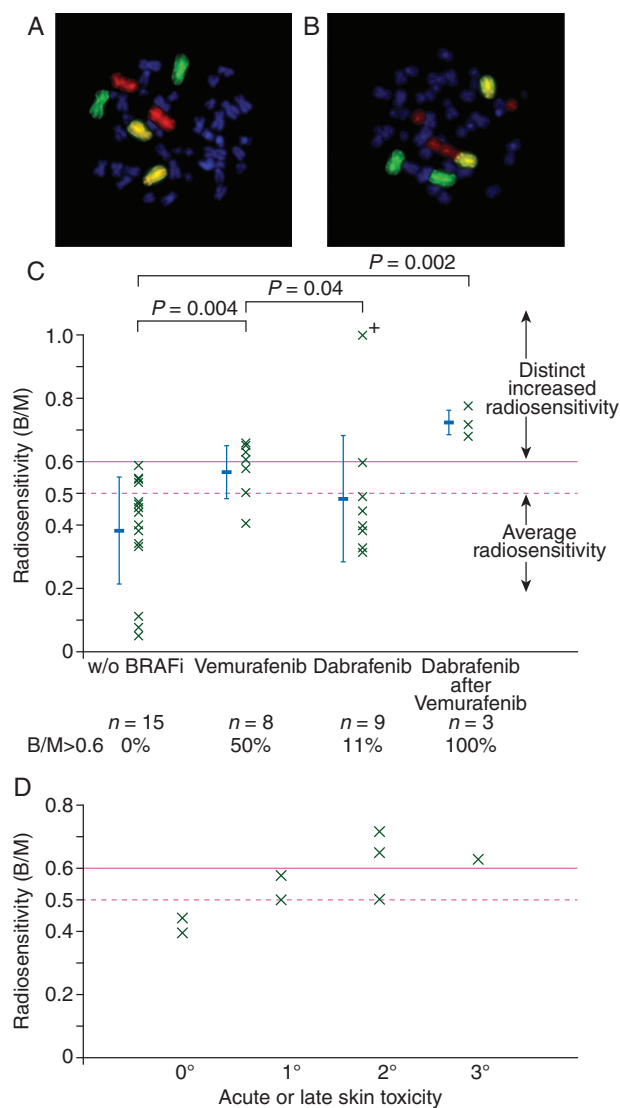 A
B
C
P = 0.002
P = 0.004
P = 0.04
+
1.0
0.8
0.6
0.5
0.4
0.2
0
Radiosensitivity (B/M)
Distinct
increased
radiosensitivity
Average
radiosensitivity
w/o BRAFi Vemurafenib Dabrafenib Dabrafenib
after
Vemurafenib
n = 15 n = 8 n = 9 n = 3
B/M>0.6 0% 50% 11% 100%
D
0.8
0.6
0.5
0.4
0.2
0
Radiosensitivity (B/M)
0° 1° 2° 3°
Acute or late skin toxicity